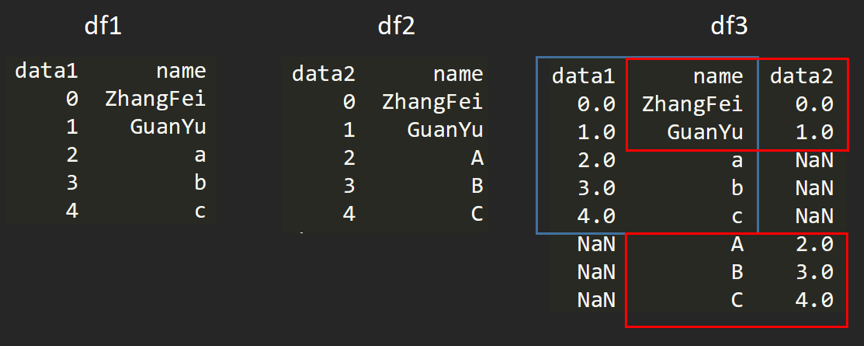 df1 df2 df3
data1 name data2 name data1 name data2
0 ZhangFei 0 ZhangFei 0.0 ZhangFei 0.0
1 GuanYu 1 GuanYu 1.0 GuanYu 1.0
2 a 2 A 2.0 a NaN
3 b 3 B 3.0 b NaN
4 c 4 C 4.0 c NaN
NaN A 2.0
NaN B 3.0
NaN C 4.0